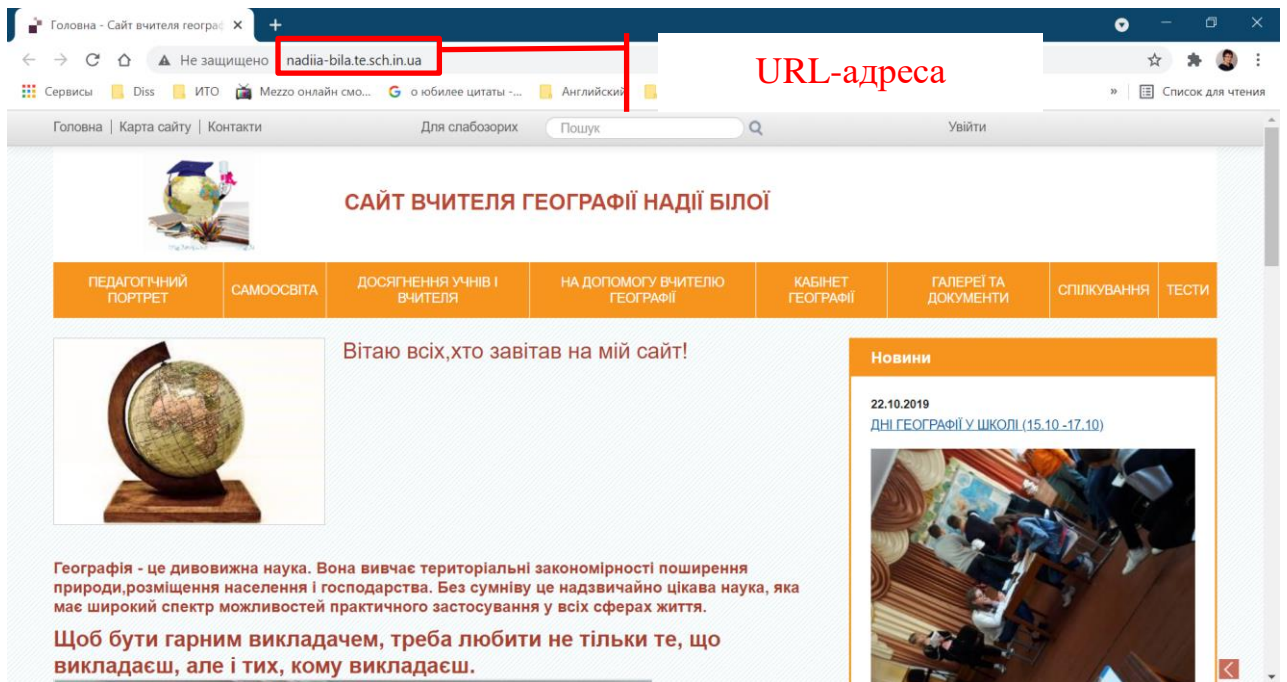 Головна - Сайт вчителя геогра
Не защищено
nadiia-bila.te.sch.in.ua
URL-адреса
Сервисы
Diss
ИТО
Mezzo онлайн смо...
о юбилее цитаты -...
Английский
»
Список для чтения
Головна | Карта сайту | Контакти
Для слабозорих
Пошук
Увійти
САЙТ ВЧИТЕЛЯ ГЕОГРАФІЇ НАДІЇ БІЛОЇ
ПЕДАГОГІЧНИЙ
ПОРТРЕТ
САМООСВІТА
ДОСЯГНЕННЯ УЧНІВ І
ВЧИТЕЛЯ
НА ДОПОМОГУ ВЧИТЕЛЮ
ГЕОГРАФІЇ
КАБІНЕТ
ГЕОГРАФІЇ
ГАЛЕРЕЇ ТА
ДОКУМЕНТИ
СПІЛКУВАННЯ
ТЕСТИ
Вітаю всіх,хто завітав на мій сайт!
Новини
22.10.2019
ДНІ ГЕОГРАФІЇ У ШКОЛІ (15.10 -17.10)
Географія - це дивовижна наука. Вона вивчає територіальні закономірності поширення
природи,розміщення населення і господарства. Без сумніву це надзвичайно цікава наука, яка
має широкий спектр можливостей практичного застосування у всіх сферах життя.
Щоб бути гарним викладачем, треба любити не тільки те, що
викладаєш, але і тих, кому викладаєш.